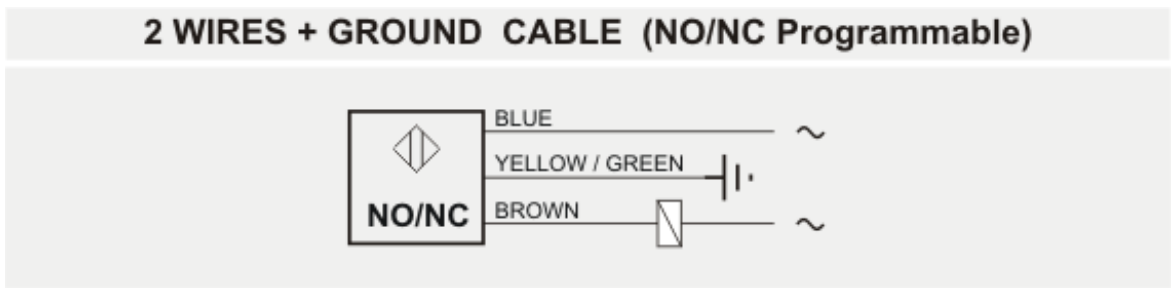 2 WIRES + GROUND CABLE (NO/NC Programmable)
BLUE
~
YELLOW / GREEN
NO/NC
BROWN
~